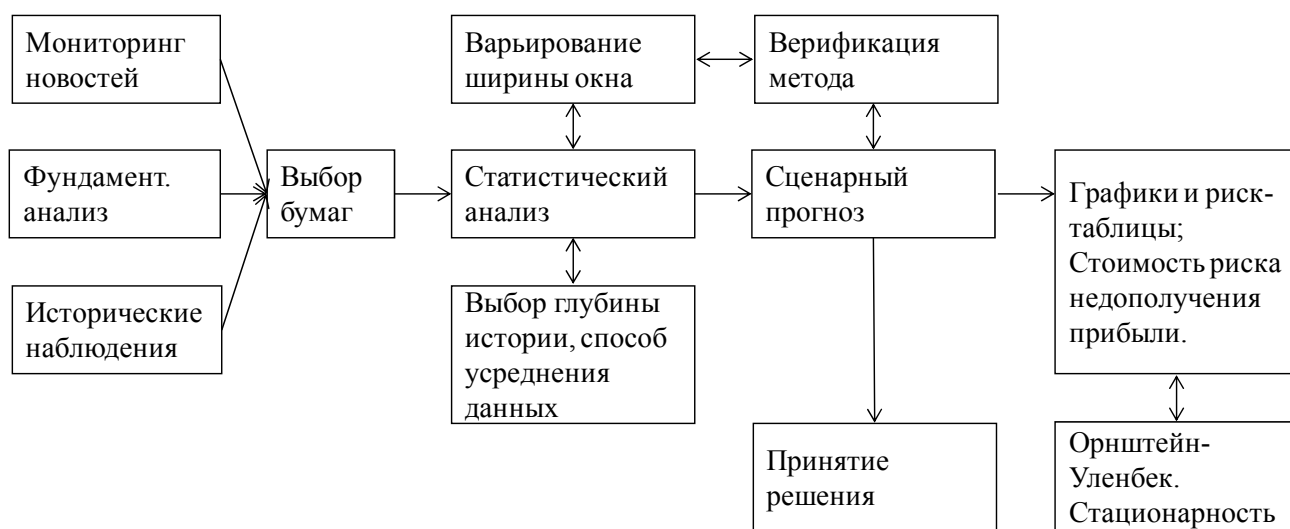 Мониторинг
новостей
Варьирование
ширины окна
Верификация
метода
Фундамент.
анализ
Выбор
бумаг
Статистический
анализ
Сценарный
прогноз
Графики и риск-
таблицы;
Стоимость риска
недополучения
прибыли.
Исторические
наблюдения
Выбор глубины
истории, способ
усреднения
данных
Принятие
решения
Орнштейн-
Уленбек.
Стационарность